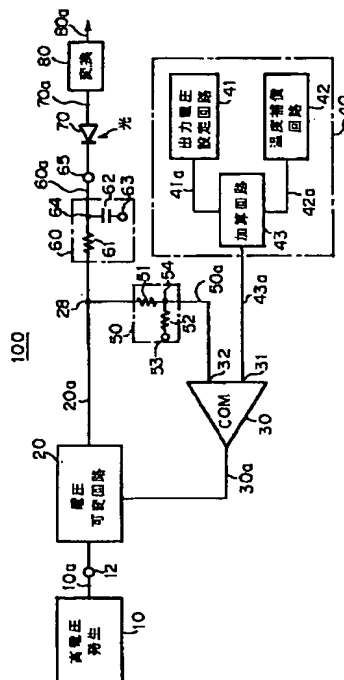 100
高電圧
発生
10
10a
12
電圧
可変回路
20
20a
28
30a
COM
30
31
32
50
51
52
53
54
50a
60
61
62
63
64
60a
65
70
光
70a
変換
80
80a
出力電圧
設定回路
41
41a
温度補償
回路
42
42a
加算回路
43
43a
40